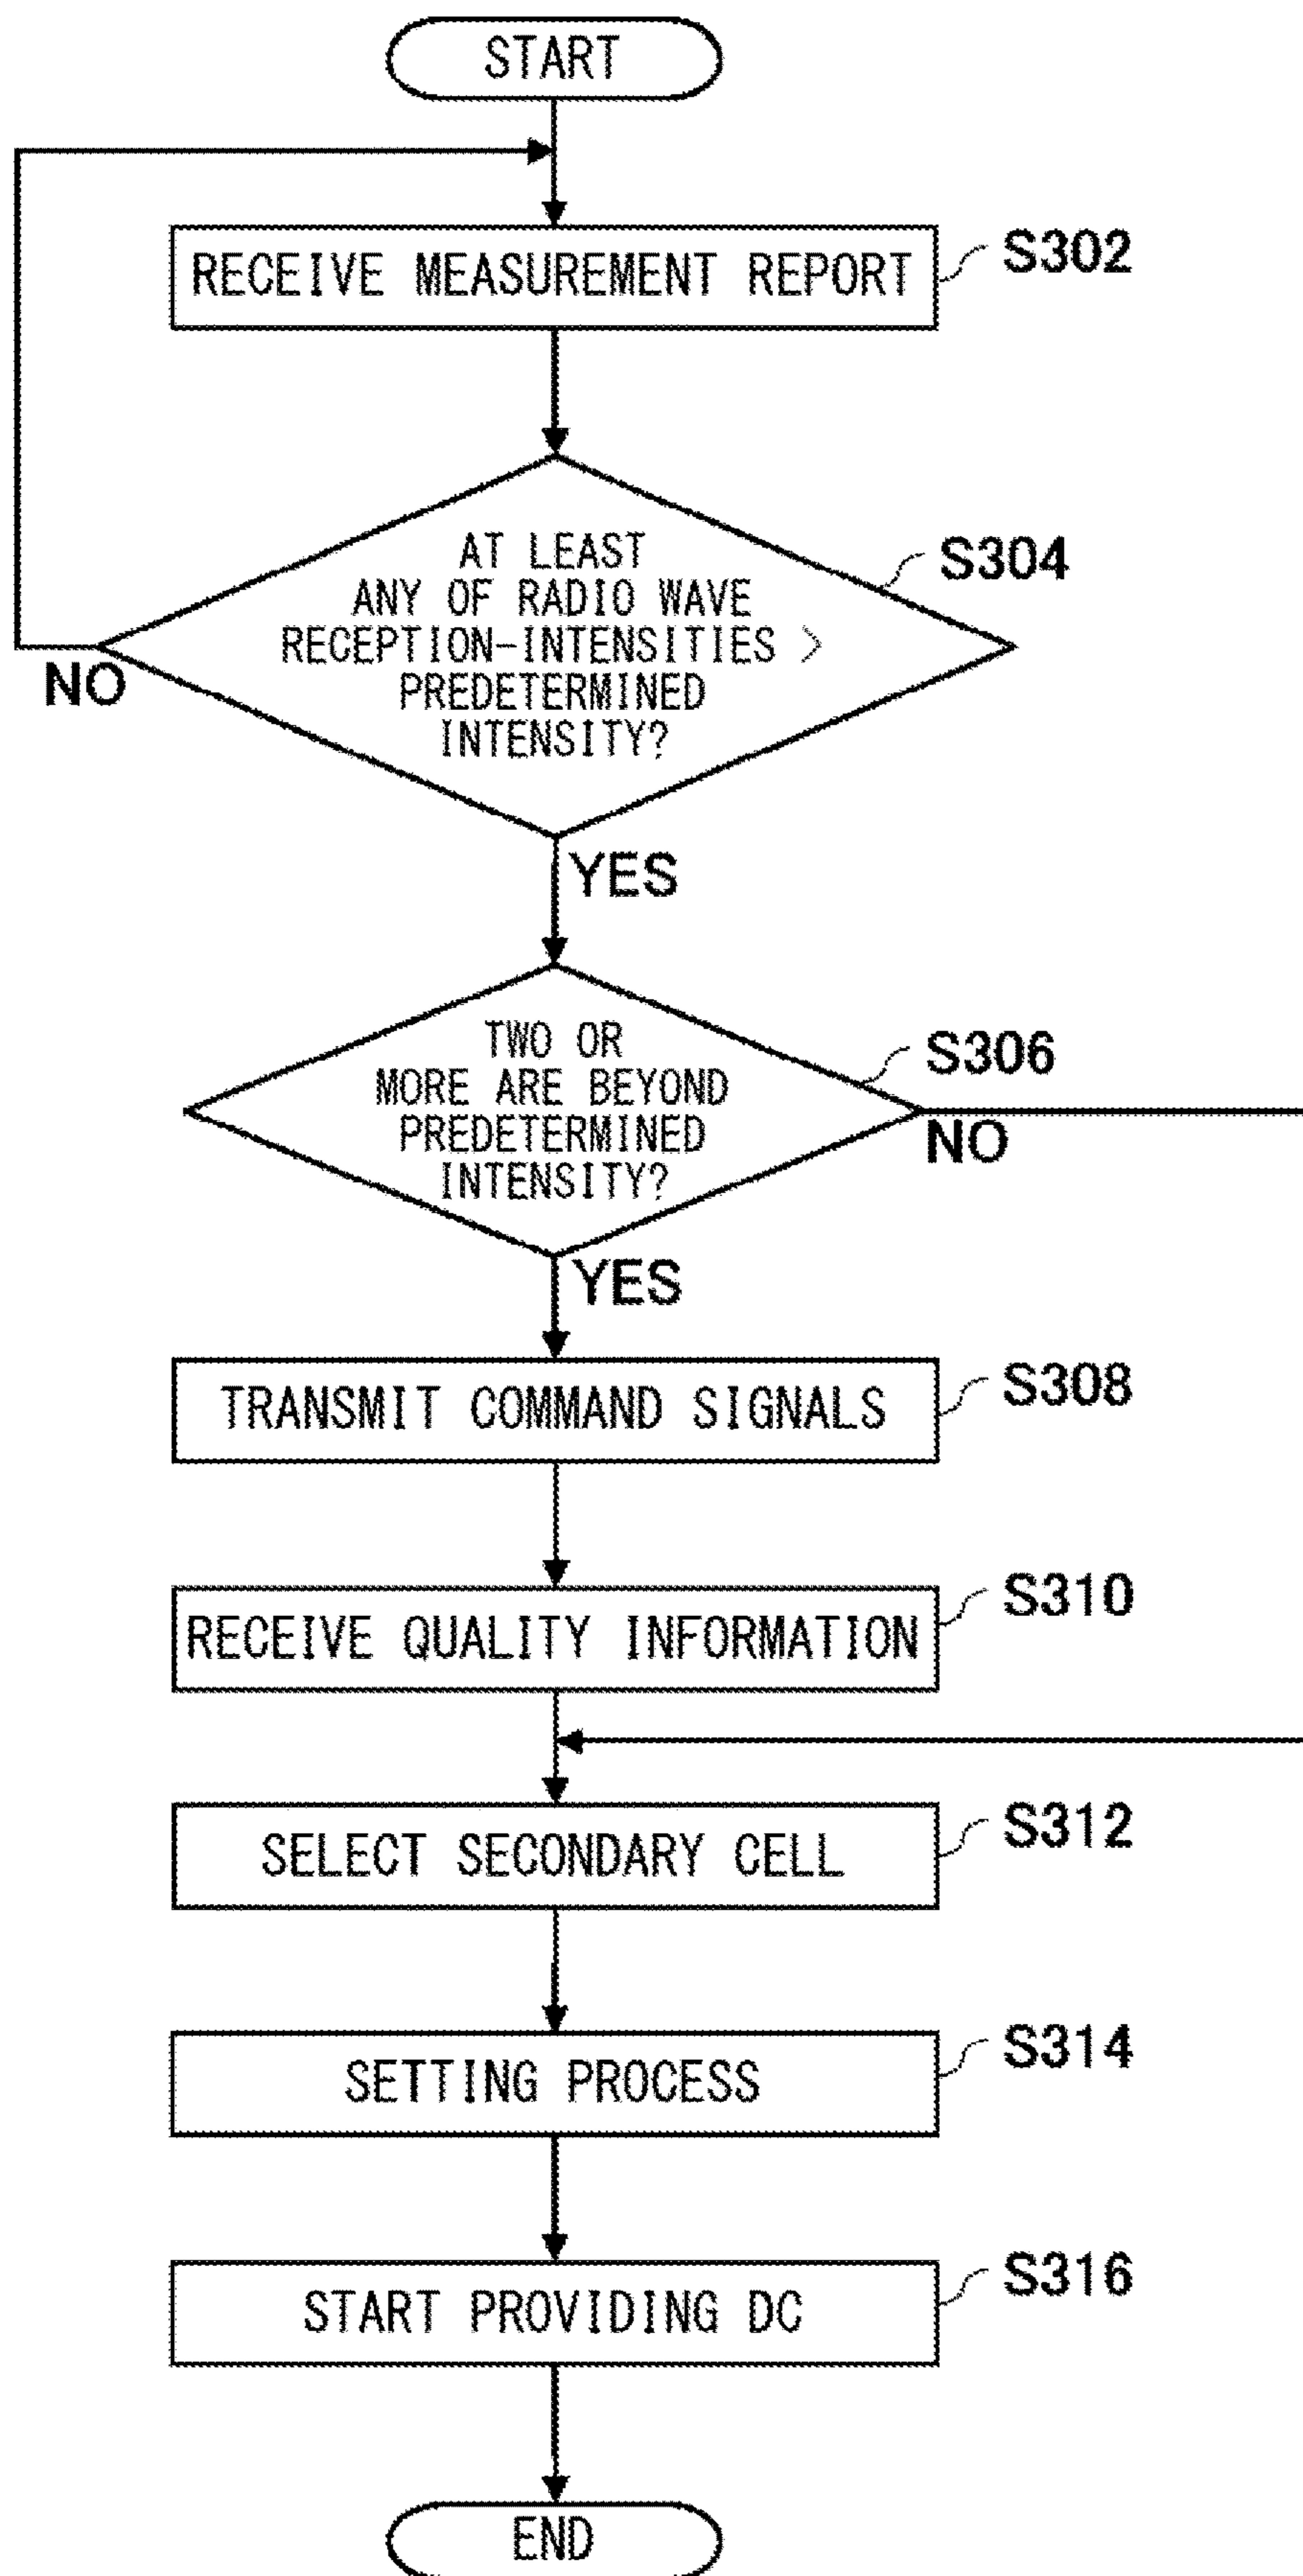 START
RECEIVE MEASUREMENT REPORT
S302
AT LEAST
ANY OF RADIO WAVE
RECEPTION-INTENSITIES >
PREDETERMINED
INTENSITY?
S304
NO
YES
TWO OR
MORE ARE BEYOND
PREDETERMINED
INTENSITY?
S306
NO
YES
TRANSMIT COMMAND SIGNALS
S308
RECEIVE QUALITY INFORMATION
S310
SELECT SECONDARY CELL
S312
SETTING PROCESS
S314
START PROVIDING DC
S316
END